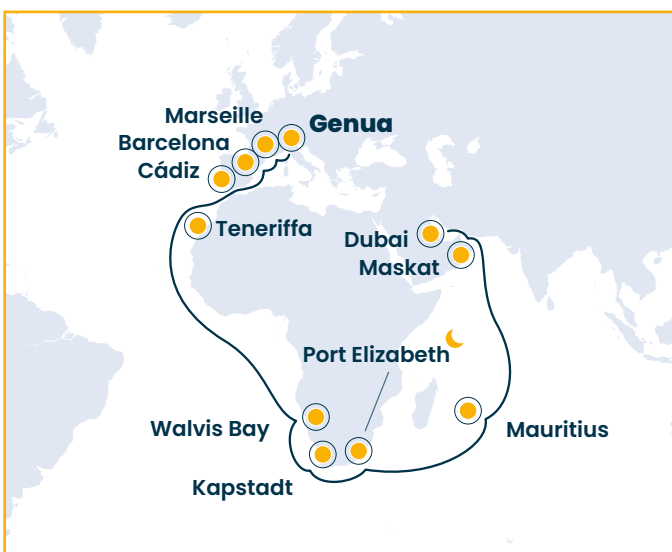 Marseille
Genua
Barcelona
Cádiz
Teneriffa
Dubai
Maskat
Port Elizabeth
Walvis Bay
Mauritius
Kapstadt